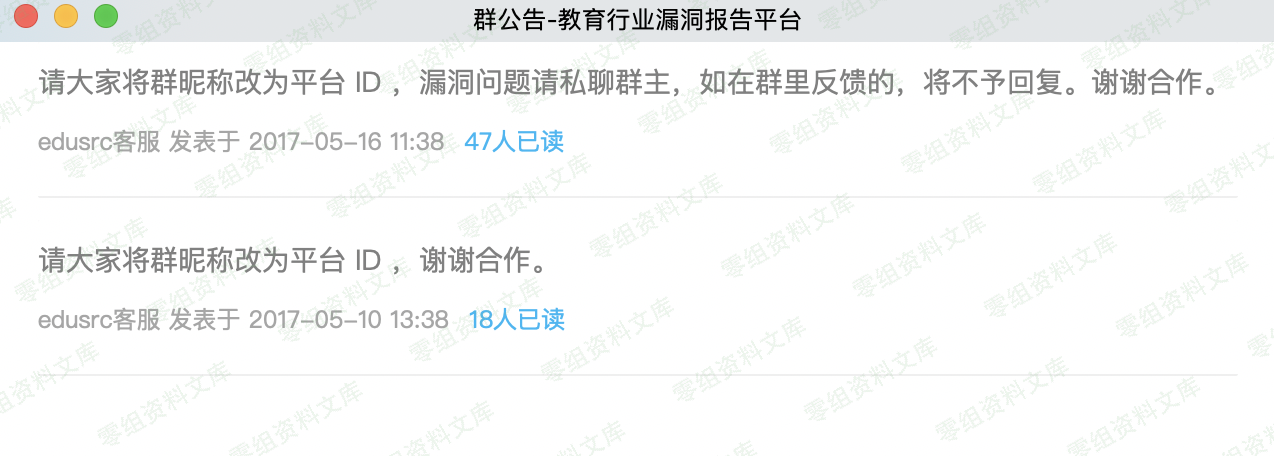 群公告-教育行业漏洞报告平台
请大家将群昵称改为平台 ID ，漏洞问题请私聊群主，如在群里反馈的，将不予回复。谢谢合作。
edusrc客服 发表于 2017-05-16 11:38 47人已读
请大家将群昵称改为平台 ID ，谢谢合作。
edusrc客服 发表于 2017-05-10 13:38 18人已读
零组资料文库